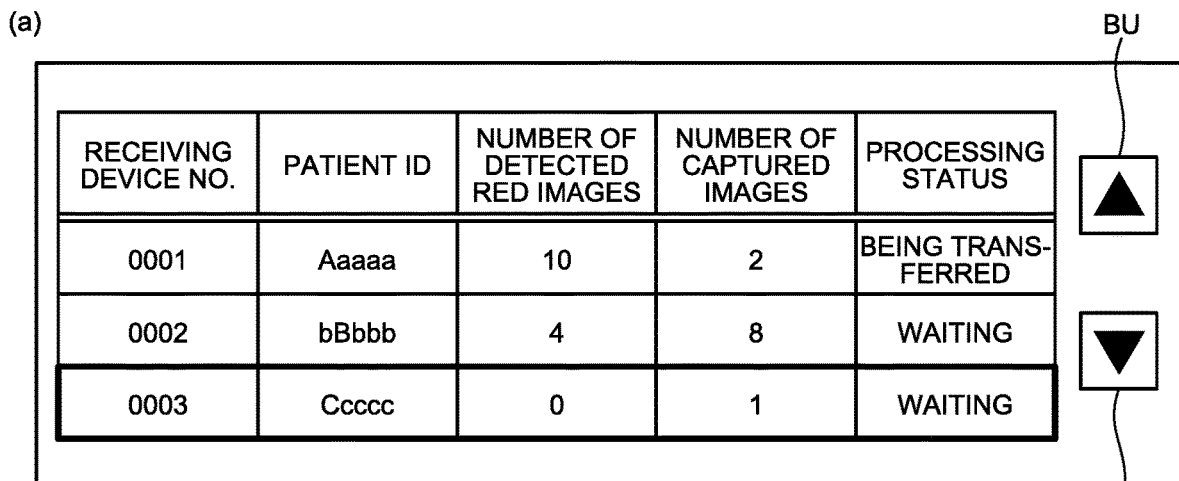 (a)
BU
RECEIVING
DEVICE NO.
PATIENT ID
NUMBER OF
DETECTED
RED IMAGES
NUMBER OF
CAPTURED
IMAGES
PROCESSING
STATUS
0001
Aaaaa
10
2
BEING TRANS-
FERRED
0002
bBbbb
4
8
WAITING
0003
Ccccc
0
1
WAITING